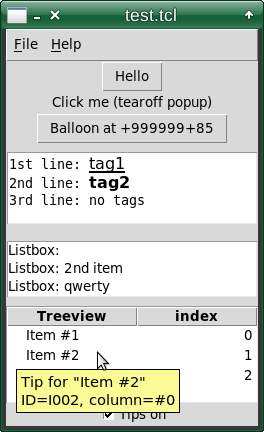 test.tcl
File Help
Hello
Click me (tearoff popup)
Balloon at +999999+85
1st line: tag1
2nd line: tag2
3rd line: no tags
Listbox:
Listbox: 2nd item
Listbox: qwerty
Treeview index
Item #1 0
Item #2 1
2
Tip for "Item #2"
ID=I002, column=#0
Tips on